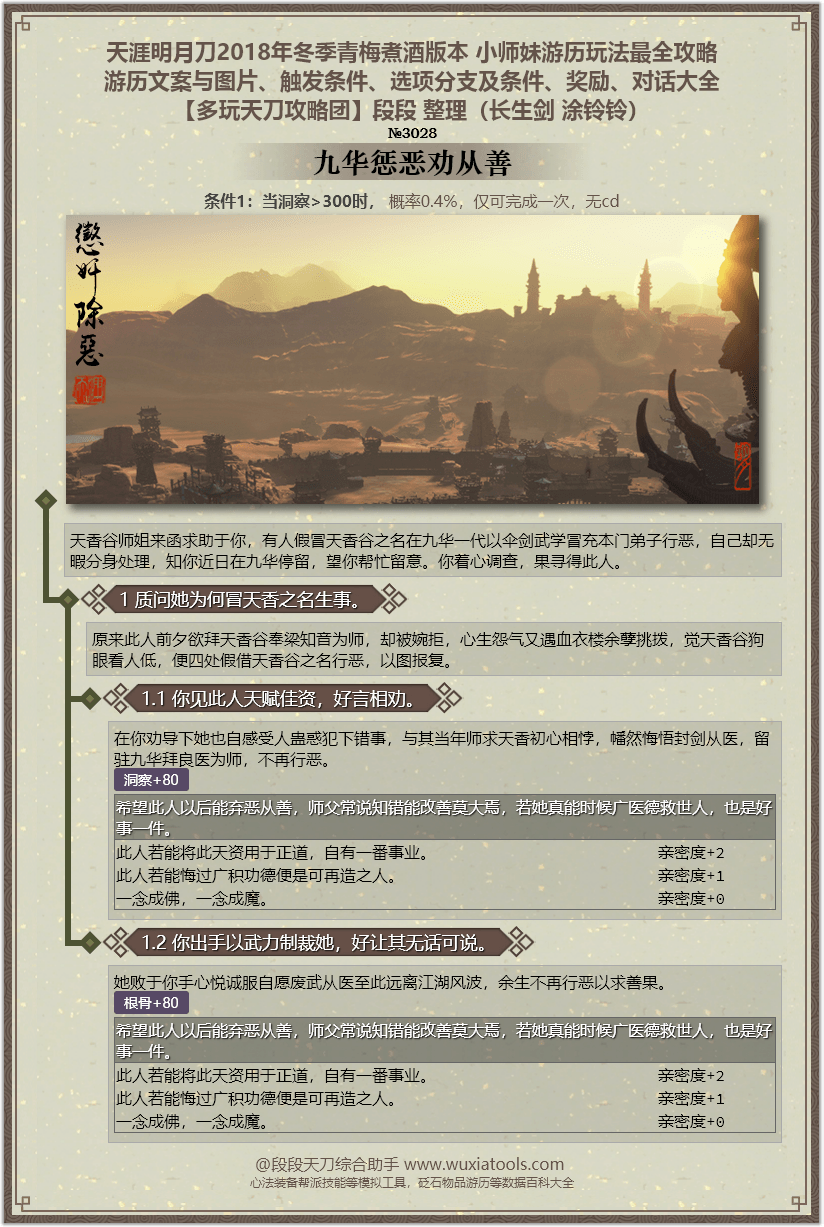 天涯明月刀2018年冬季青梅煮酒版本 小师妹游历玩法最全攻略
游历文案与图片、触发条件、选项分支及条件、奖励、对话大全
【多玩天刀攻略团】段段 整理（长生剑 涂铃铃）
№3028
九华惩恶劝从善
条件1：当洞察>300时， 概率0.4%，仅可完成一次，无cd
懲奸除惡
天香谷师姐来函求助于你，有人假冒天香谷之名在九华一代以伞剑武学冒充本门弟子行恶，自己却无
暇分身处理，知你近日在九华停留，望你帮忙留意。你着心调查，果寻得此人。
1 质问她为何冒天香之名生事。
原来此人前夕欲拜天香谷奉梁知音为师，却被婉拒，心生怨气又遇血衣楼余孽挑拨，觉天香谷狗
眼看人低，便四处假借天香谷之名行恶，以图报复。
1.1 你见此人天赋佳资，好言相劝。
在你劝导下她也自感受人蛊惑犯下错事，与其当年师求天香初心相悖，幡然悔悟封剑从医，留
驻九华拜良医为师，不再行恶。
洞察+80
希望此人以后能弃恶从善，师父常说知错能改善莫大焉，若她真能时候广医德救世人，也是好
事一件。
此人若能将此天资用于正道，自有一番事业。 亲密度+2
此人若能悔过广积功德便是可再造之人。 亲密度+1
一念成佛，一念成魔。 亲密度+0
1.2 你出手以武力制裁她，好让其无话可说。
她败于你手心悦诚服自愿废武从医至此远离江湖风波，余生不再行恶以求善果。
根骨+80
希望此人以后能弃恶从善，师父常说知错能改善莫大焉，若她真能时候广医德救世人，也是好
事一件。
此人若能将此天资用于正道，自有一番事业。 亲密度+2
此人若能悔过广积功德便是可再造之人。 亲密度+1
一念成佛，一念成魔。 亲密度+0
@段段天刀综合助手 www.wuxiatools.com
心法装备帮派技能等模拟工具，砭石物品游历等数据百科大全